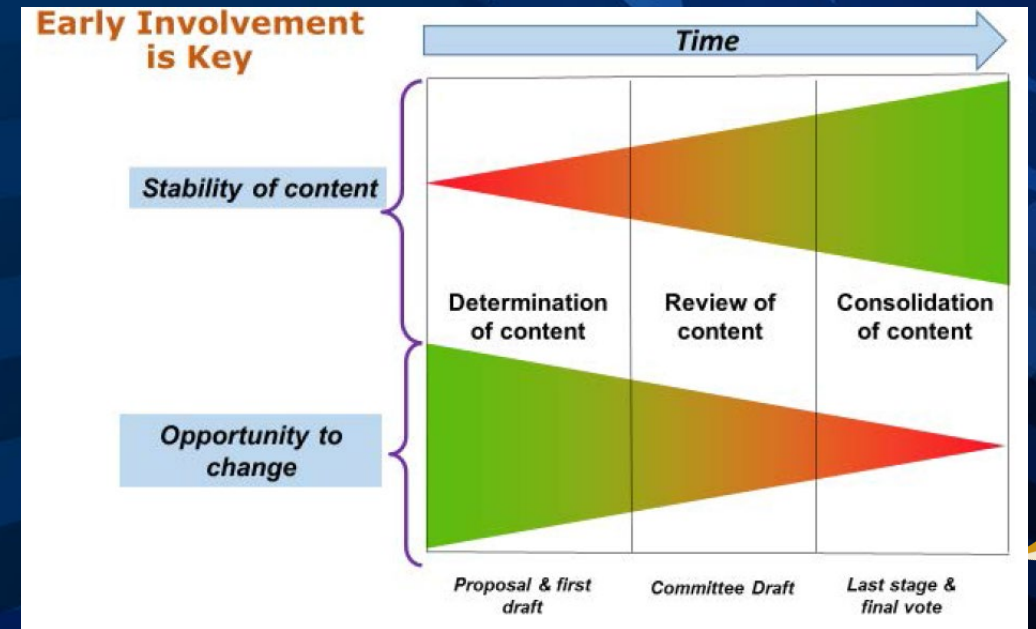 Early Involvement
is Key
Time
Stability of content
Determination
of content
Review of
content
Consolidation
of content
Opportunity to
change
Proposal & first
draft
Committee Draft
Last stage &
final vote